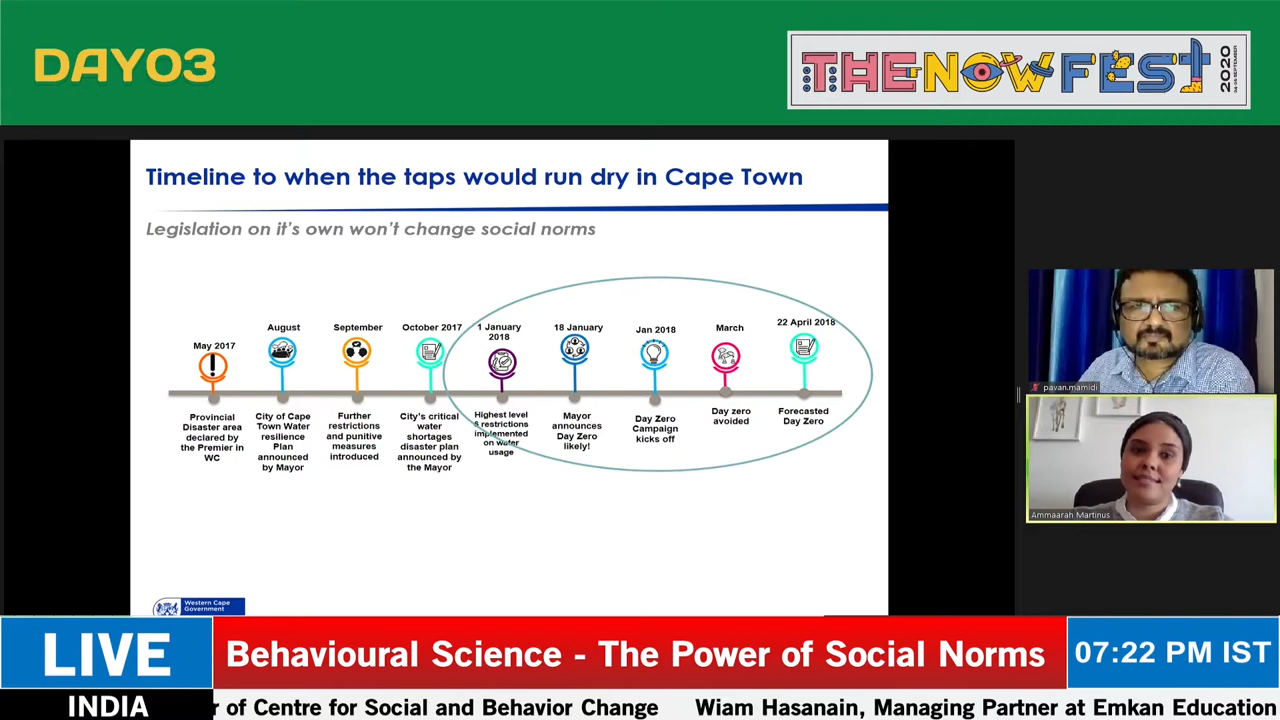 DAY03
THE NOW FEST
2020
Timeline to when the taps would run dry in Cape Town
Legislation on it's own won't change social norms
May 2017
August
September
October 2017
1 January
2018
18 January
Jan 2018
March
22 April 2018
Provincial
Disaster area
declared by
the Premier in
WC
City of Cape
Town Water
resilience
Plan
announced
by Mayor
Further
restrictions
and punitive
measures
introduced
City's critical
water
shortages
disaster plan
announced by
the Mayor
Highest level
6 restrictions
implemented
on water
usage
Mayor
announces
Day Zero
likely!
Day Zero
Campaign
kicks off
Day zero
avoided
Forecasted
Day Zero
Western Cape
Government
pavan.mamidi
Ammaarah Martinus
LIVE
INDIA
Behavioural Science - The Power of Social Norms
07:22 PM IST
r of Centre for Social and Behavior Change Wiam Hasanain, Managing Partner at Emkan Education